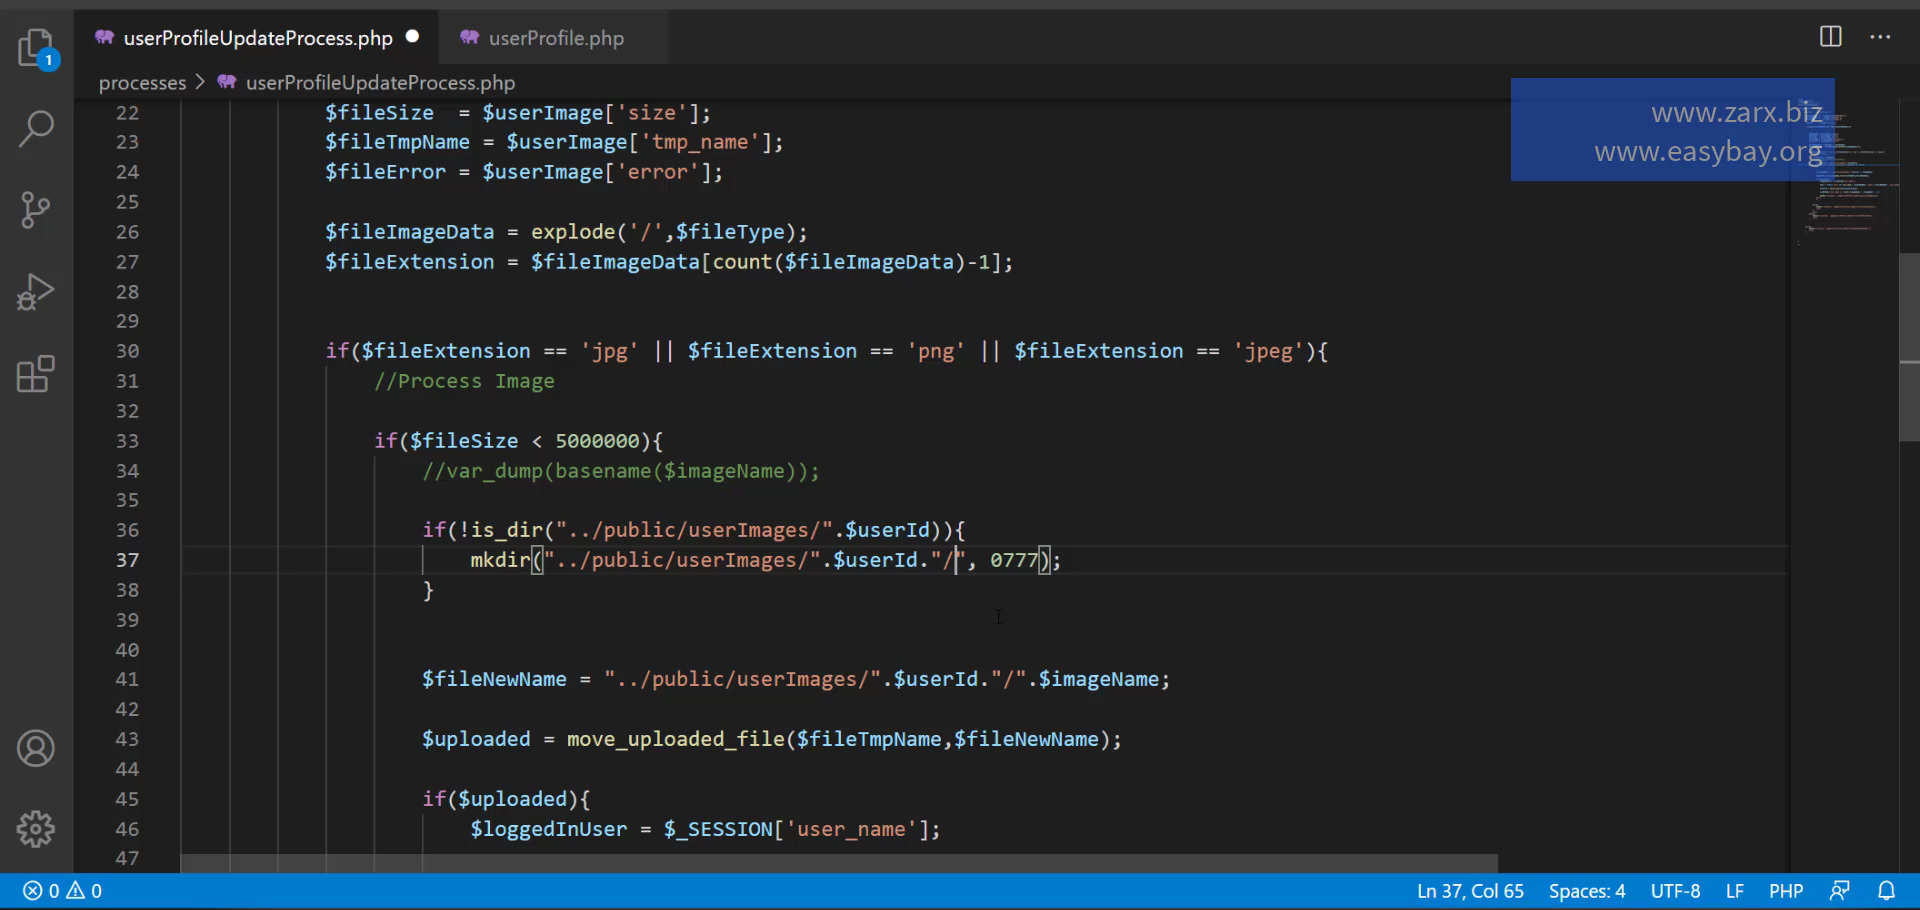 1
userProfileUpdateProcess.php
userProfile.php
processes > userProfileUpdateProcess.php
www.zarx.biz
www.easybay.org
22 $fileSize = $userImage['size'];
23 $fileTmpName = $userImage['tmp_name'];
24 $fileError = $userImage['error'];
25
26 $fileImageData = explode('/',$fileType);
27 $fileExtension = $fileImageData[count($fileImageData)-1];
28
29
30 if($fileExtension == 'jpg' || $fileExtension == 'png' || $fileExtension == 'jpeg'){
31 //Process Image
32
33 if($fileSize < 5000000){
34 //var_dump(basename($imageName));
35
36 if(!is_dir("../public/userImages/".$userId)){
37 mkdir("../public/userImages/".$userId."/", 0777);
38 }
39
40
41 $fileNewName = "../public/userImages/".$userId."/".$imageName;
42
43 $uploaded = move_uploaded_file($fileTmpName,$fileNewName);
44
45 if($uploaded){
46 $loggedInUser = $_SESSION['user_name'];
47
0 0 Ln 37, Col 65 Spaces: 4 UTF-8 LF PHP